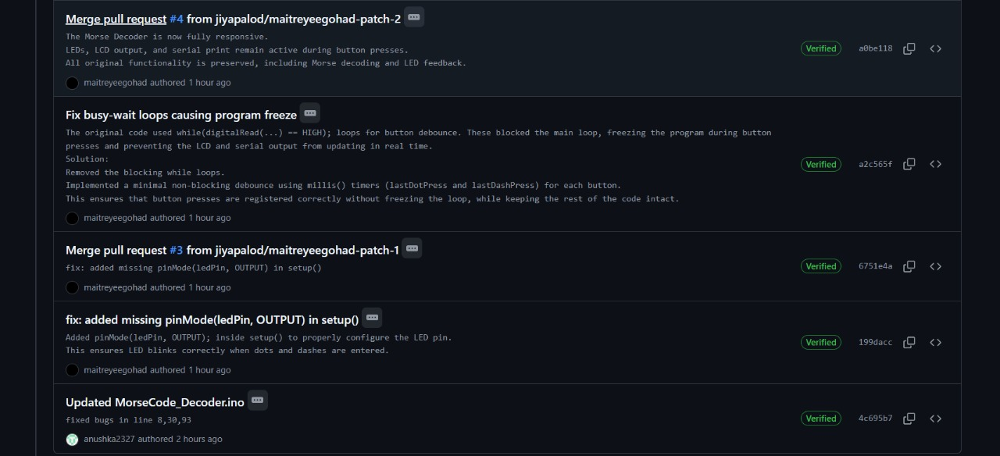 Merge pull request #4 from jiyapalod/maitreyeegohad-patch-2
The Morse Decoder is now fully responsive.
LEDs, LCD output, and serial print remain active during button presses.
All original functionality is preserved, including Morse decoding and LED feedback.
maitreyeegohad authored 1 hour ago
Verified a0be118
Fix busy-wait loops causing program freeze
The original code used while(digitalRead(...) == HIGH); loops for button debounce. These blocked the main loop, freezing the program during button
presses and preventing the LCD and serial output from updating in real time.
Solution:
Removed the blocking while loops.
Implemented a minimal non-blocking debounce using millis() timers (lastDotPress and lastDashPress) for each button.
This ensures that button presses are registered correctly without freezing the loop, while keeping the rest of the code intact.
maitreyeegohad authored 1 hour ago
Verified a2c565f
Merge pull request #3 from jiyapalod/maitreyeegohad-patch-1
fix: added missing pinMode(ledPin, OUTPUT) in setup()
maitreyeegohad authored 1 hour ago
Verified 6751e4a
fix: added missing pinMode(ledPin, OUTPUT) in setup()
Added pinMode(ledPin, OUTPUT); inside setup() to properly configure the LED pin.
This ensures LED blinks correctly when dots and dashes are entered.
maitreyeegohad authored 1 hour ago
Verified 199dacc
Updated MorseCode_Decoder.ino
fixed bugs in line 8,30,93
anushka2327 authored 2 hours ago
Verified 4c695b7